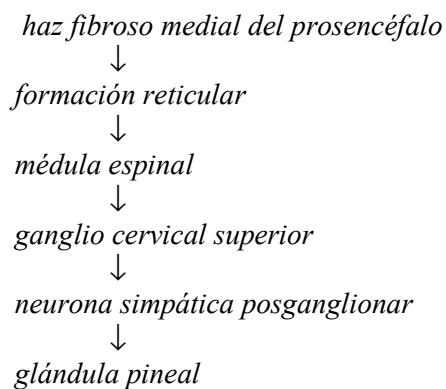 haz fibroso medial del prosencéfalo
↓
formación reticular
↓
médula espinal
↓
ganglio cervical superior
↓
neurona simpática posganglionar
↓
glándula pineal